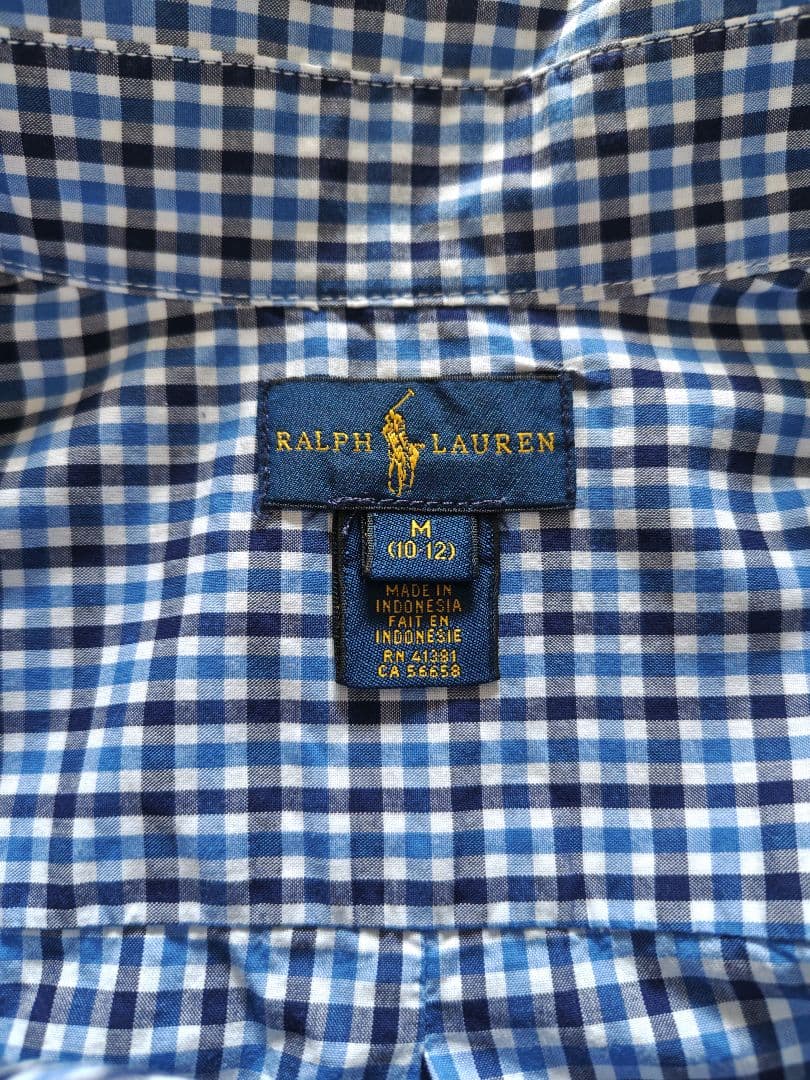 RALPH LAUREN
M
(10-12)
MADE IN
INDONESIA
FAIT EN
INDONÉSIE
RN 41381
CA 56658